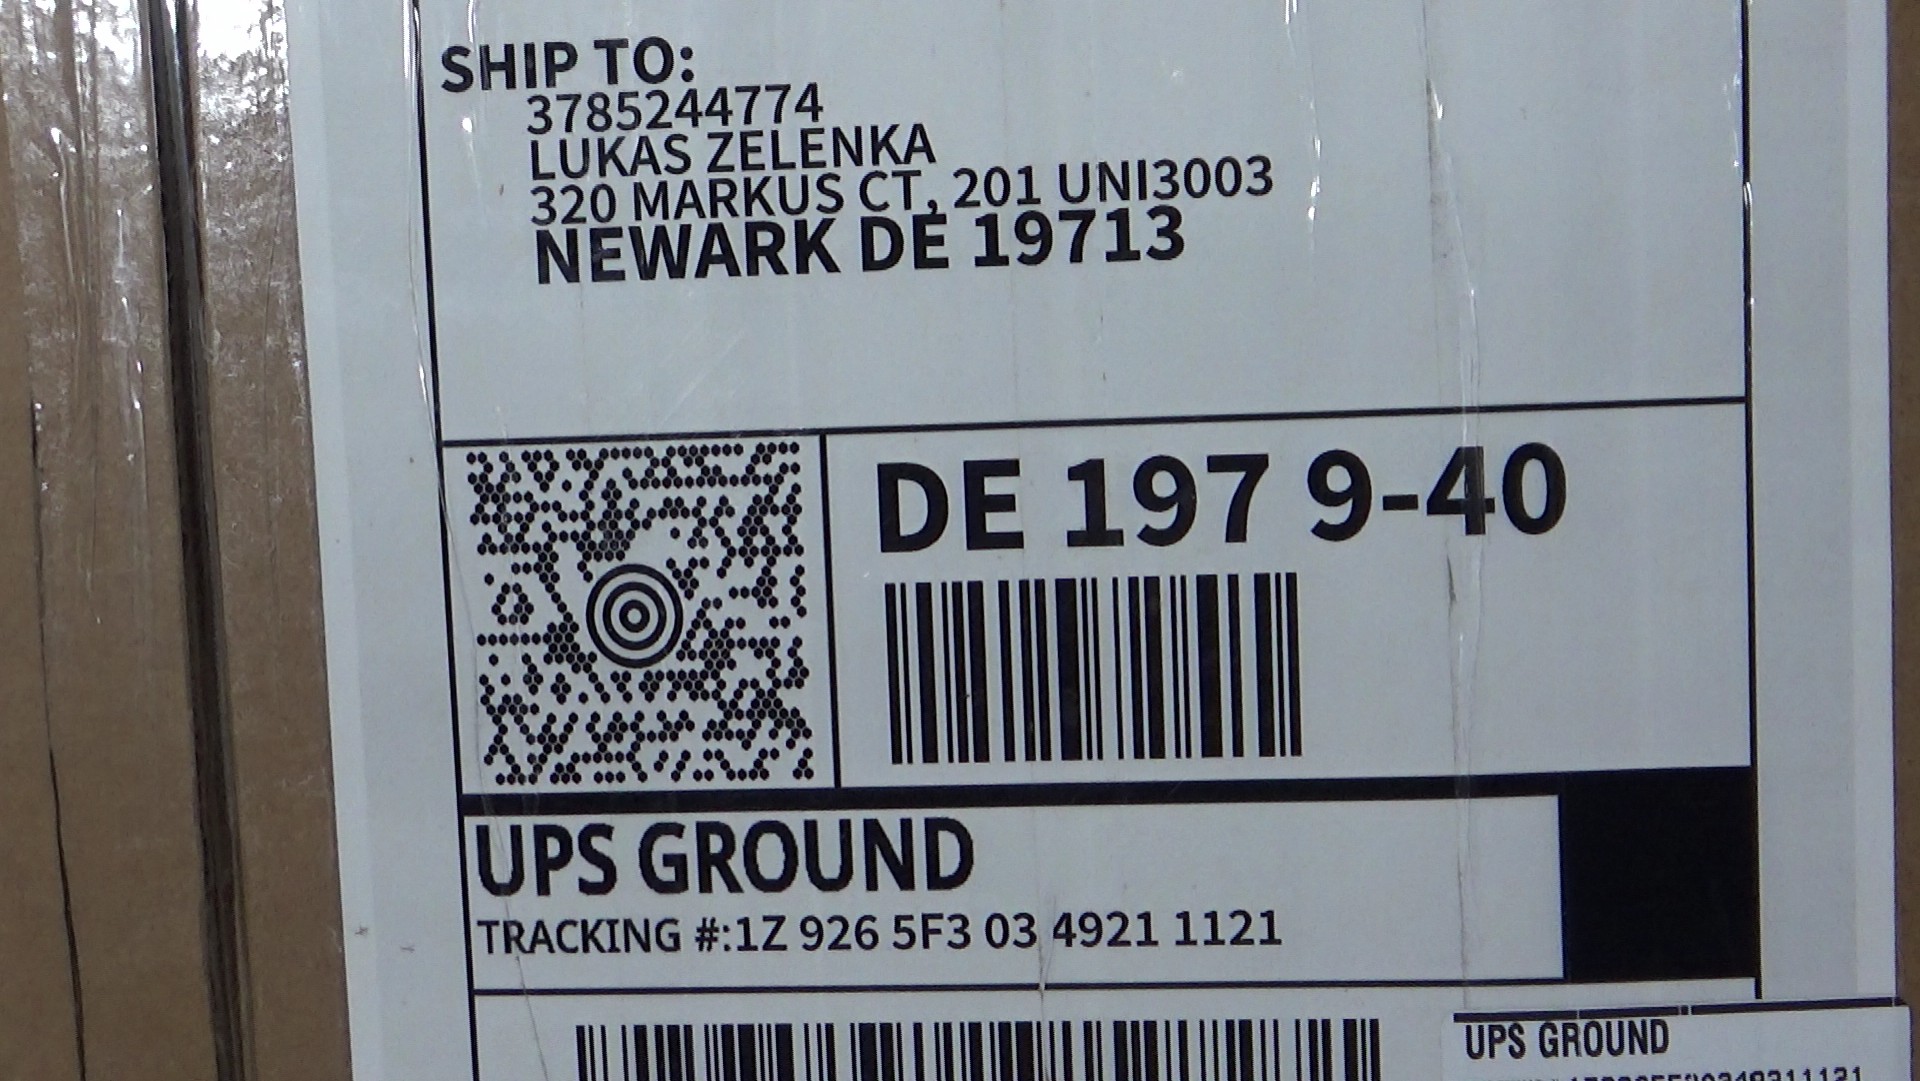 SHIP TO:
3785244774
LUKAS ZELENKA
320 MARKUS CT, 201 UNI3003
NEWARK DE 19713
DE 197 9-40
UPS GROUND
TRACKING #:1Z 926 5F3 03 4921 1121
UPS GROUND